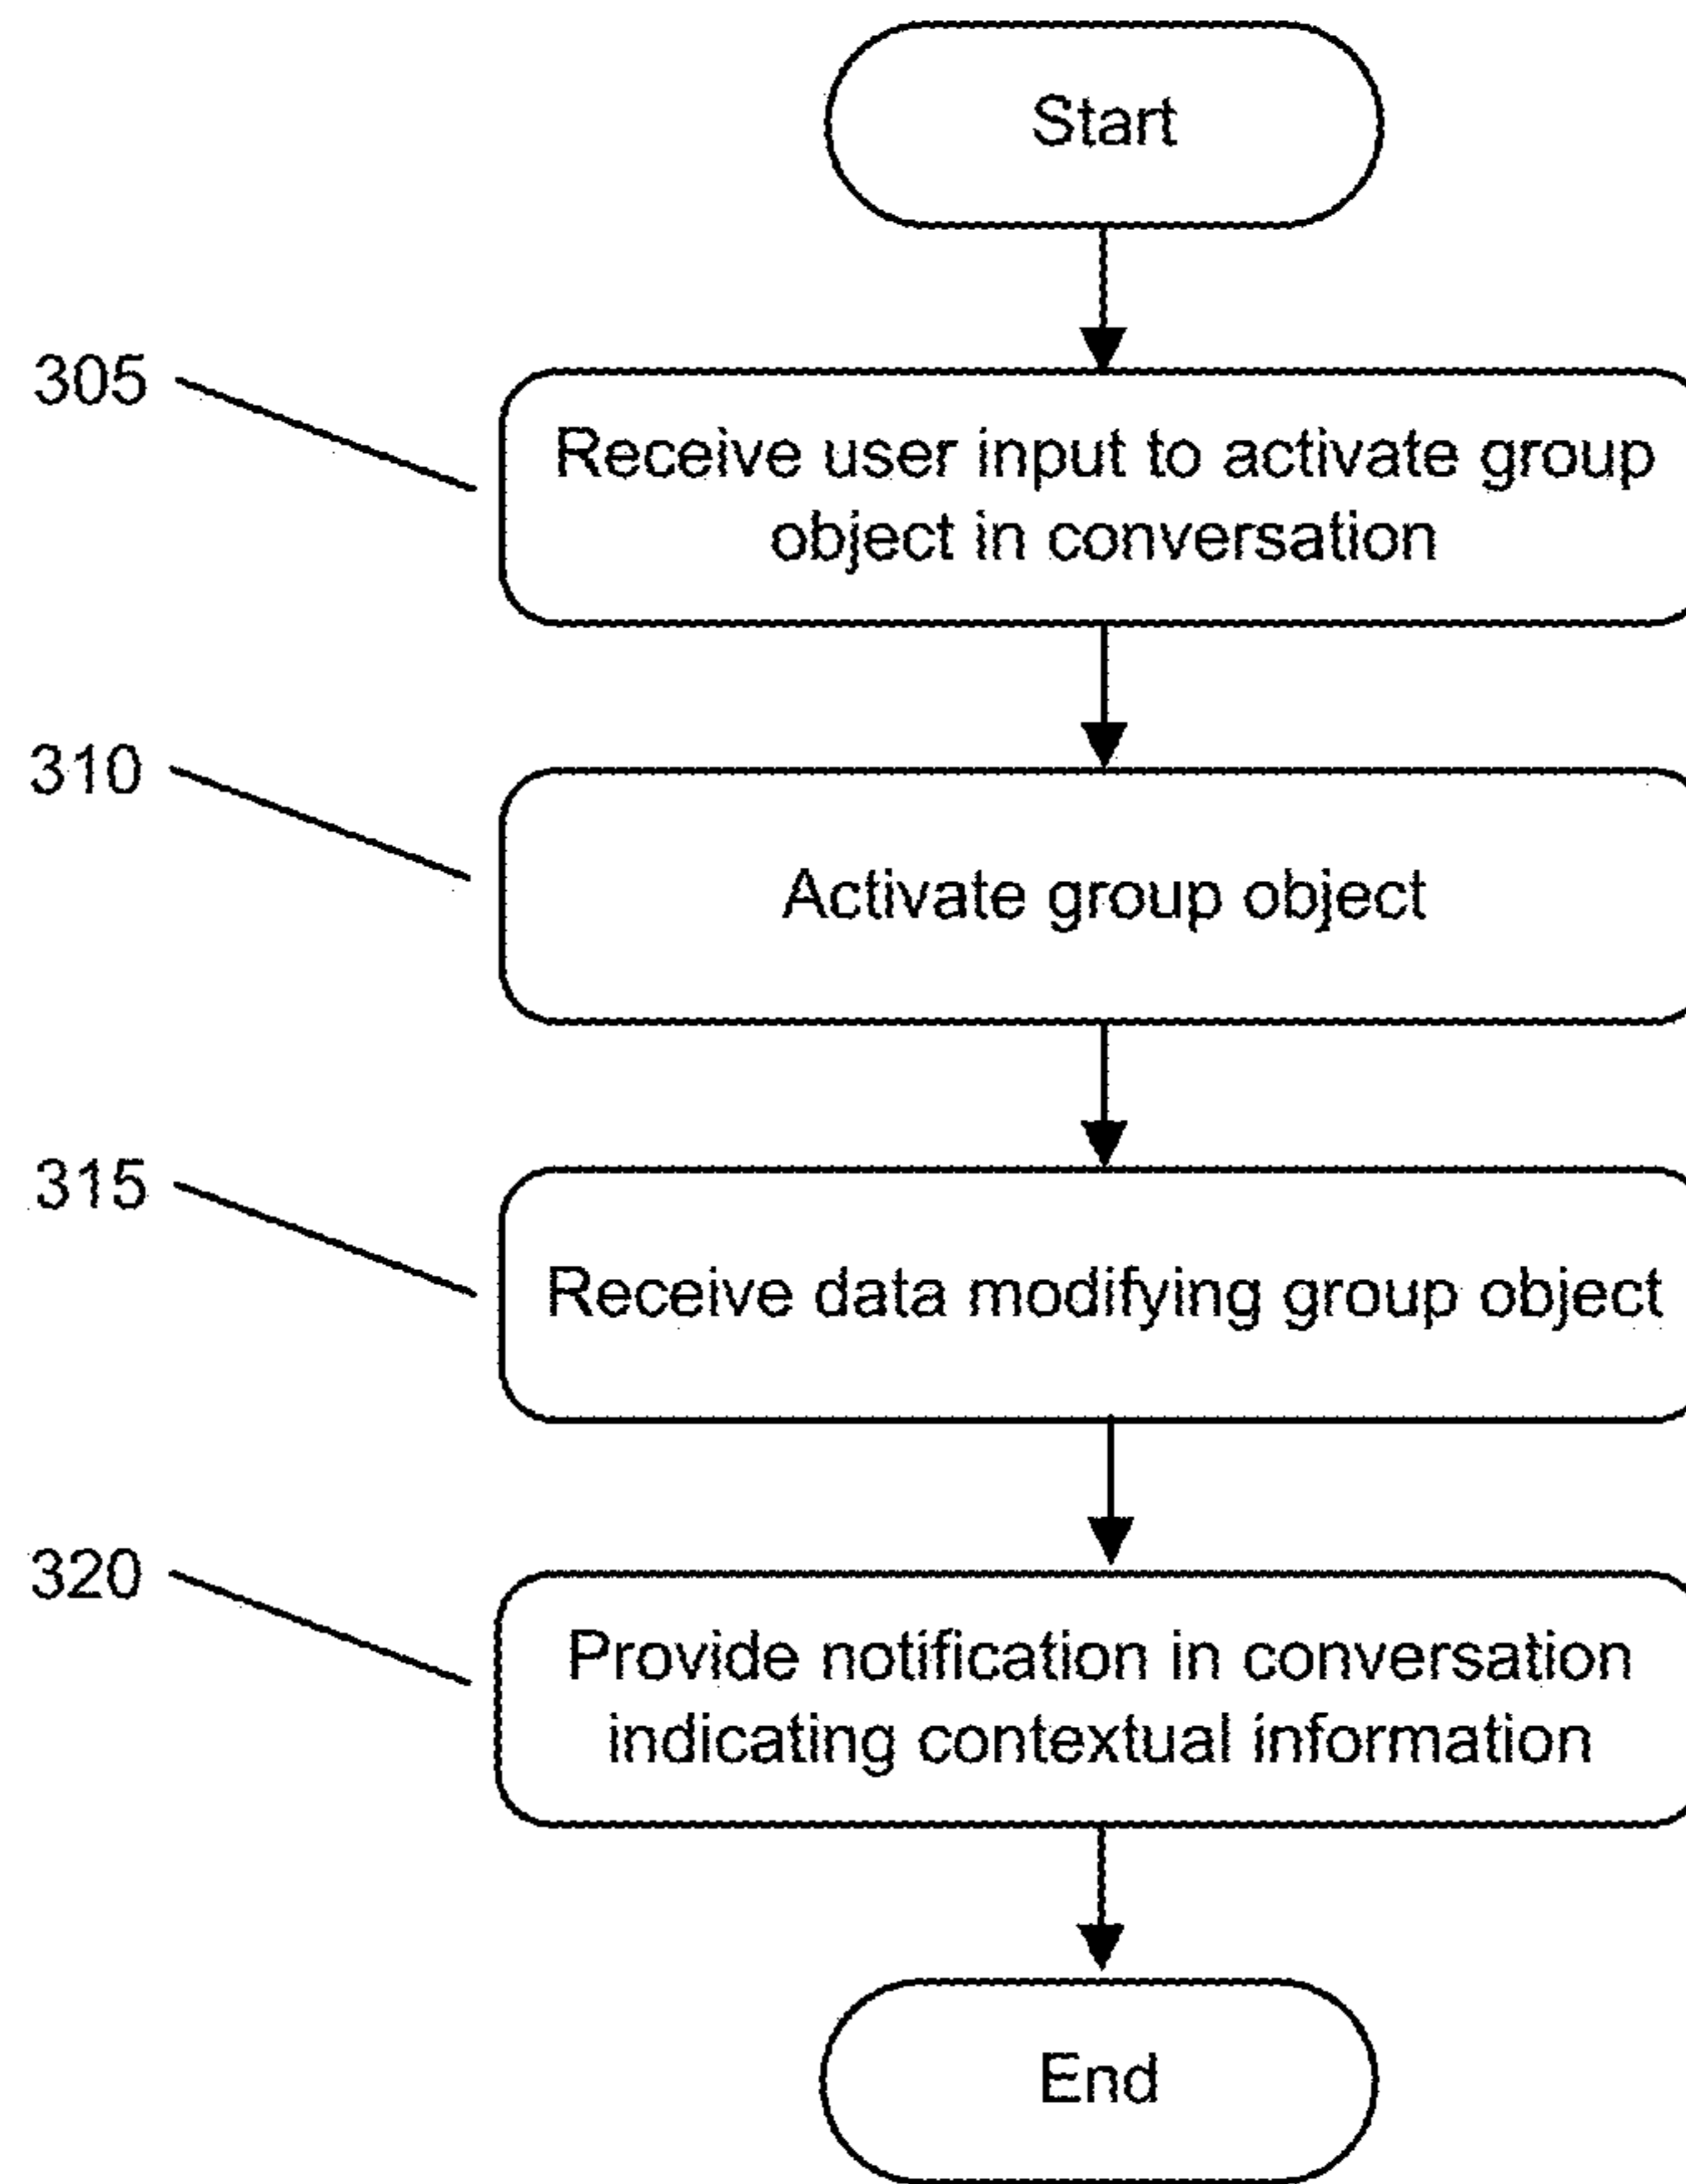 Start
305
Receive user input to activate group
object in conversation
310
Activate group object
315
Receive data modifying group object
320
Provide notification in conversation
indicating contextual information
End